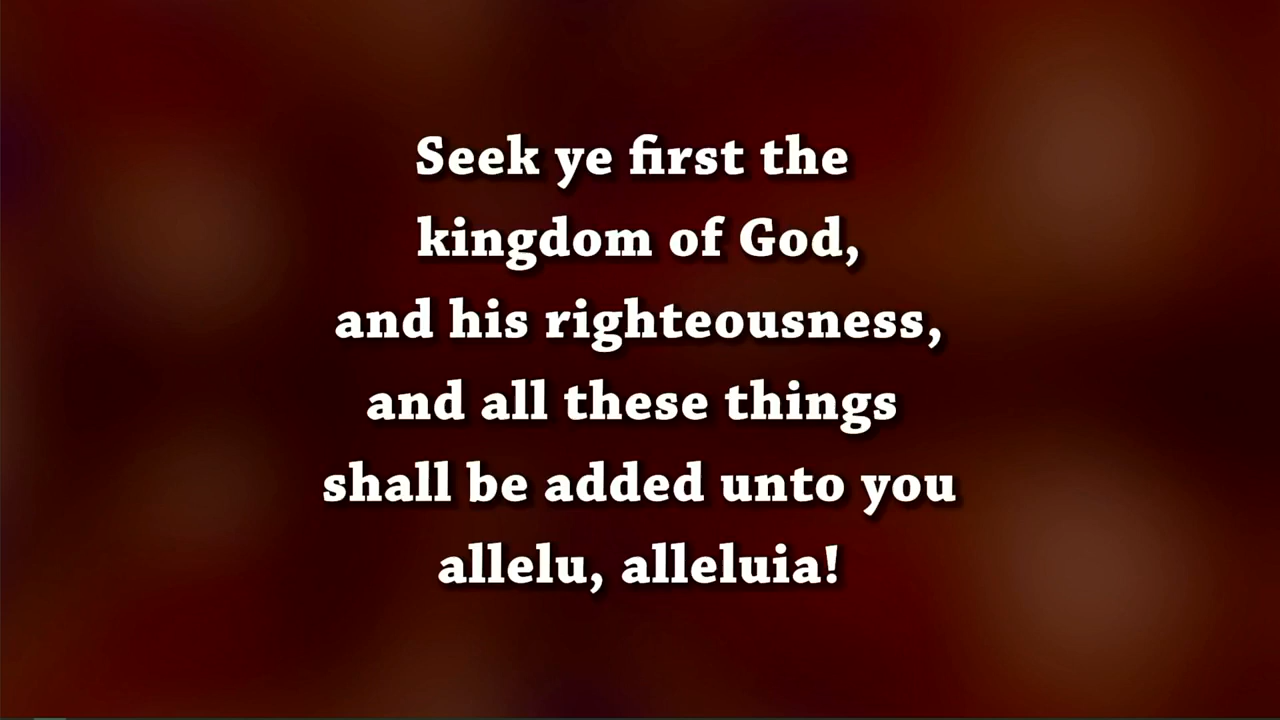 Seek ye first the
kingdom of God,
and his righteousness,
and all these things
shall be added unto you
allelu, alleluia!